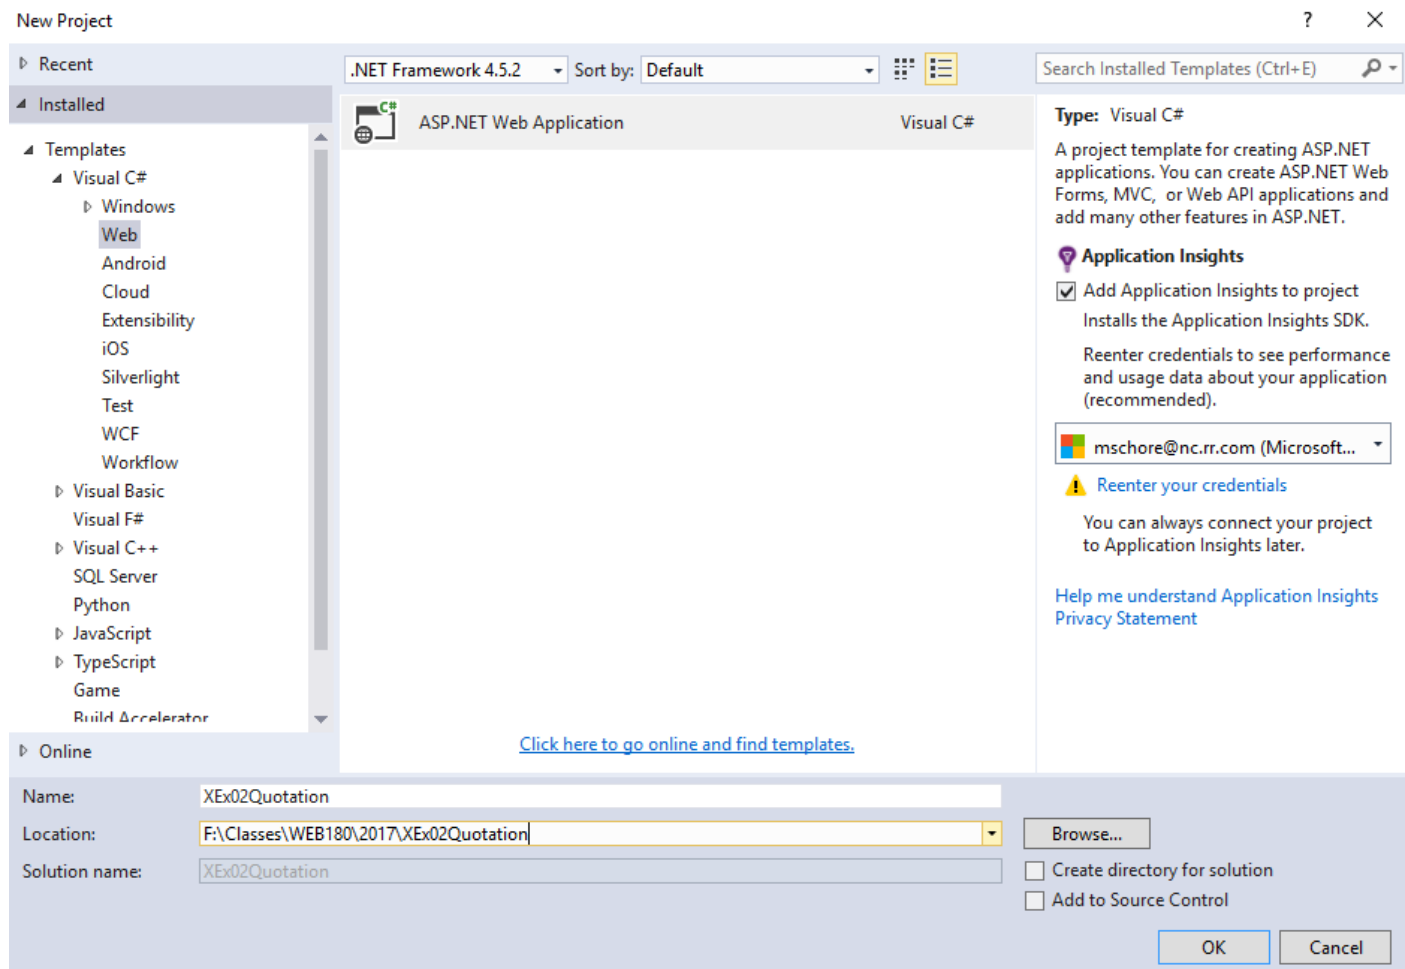 New Project
?
Recent
.NET Framework 4.5.2
Sort by:
Default
Search Installed Templates (Ctrl+E)
Installed
Templates
Visual C#
Windows
Web
Android
Cloud
Extensibility
iOS
Silverlight
Test
WCF
Workflow
Visual Basic
Visual F#
Visual C++
SQL Server
Python
JavaScript
TypeScript
Game
Build Accelerator
Online
C#
ASP.NET Web Application
Visual C#
Click here to go online and find templates.
Type: Visual C#
A project template for creating ASP.NET
applications. You can create ASP.NET Web
Forms, MVC, or Web API applications and
add many other features in ASP.NET.
Application Insights
Add Application Insights to project
Installs the Application Insights SDK.
Reenter credentials to see performance
and usage data about your application
(recommended).
mschore@nc.rr.com (Microsoft...
Reenter your credentials
You can always connect your project
to Application Insights later.
Help me understand Application Insights
Privacy Statement
Name:
XEx02Quotation
Location:
F:\Classes\WEB180\2017\XEx02Quotation
Browse...
Solution name:
XEx02Quotation
Create directory for solution
Add to Source Control
OK
Cancel